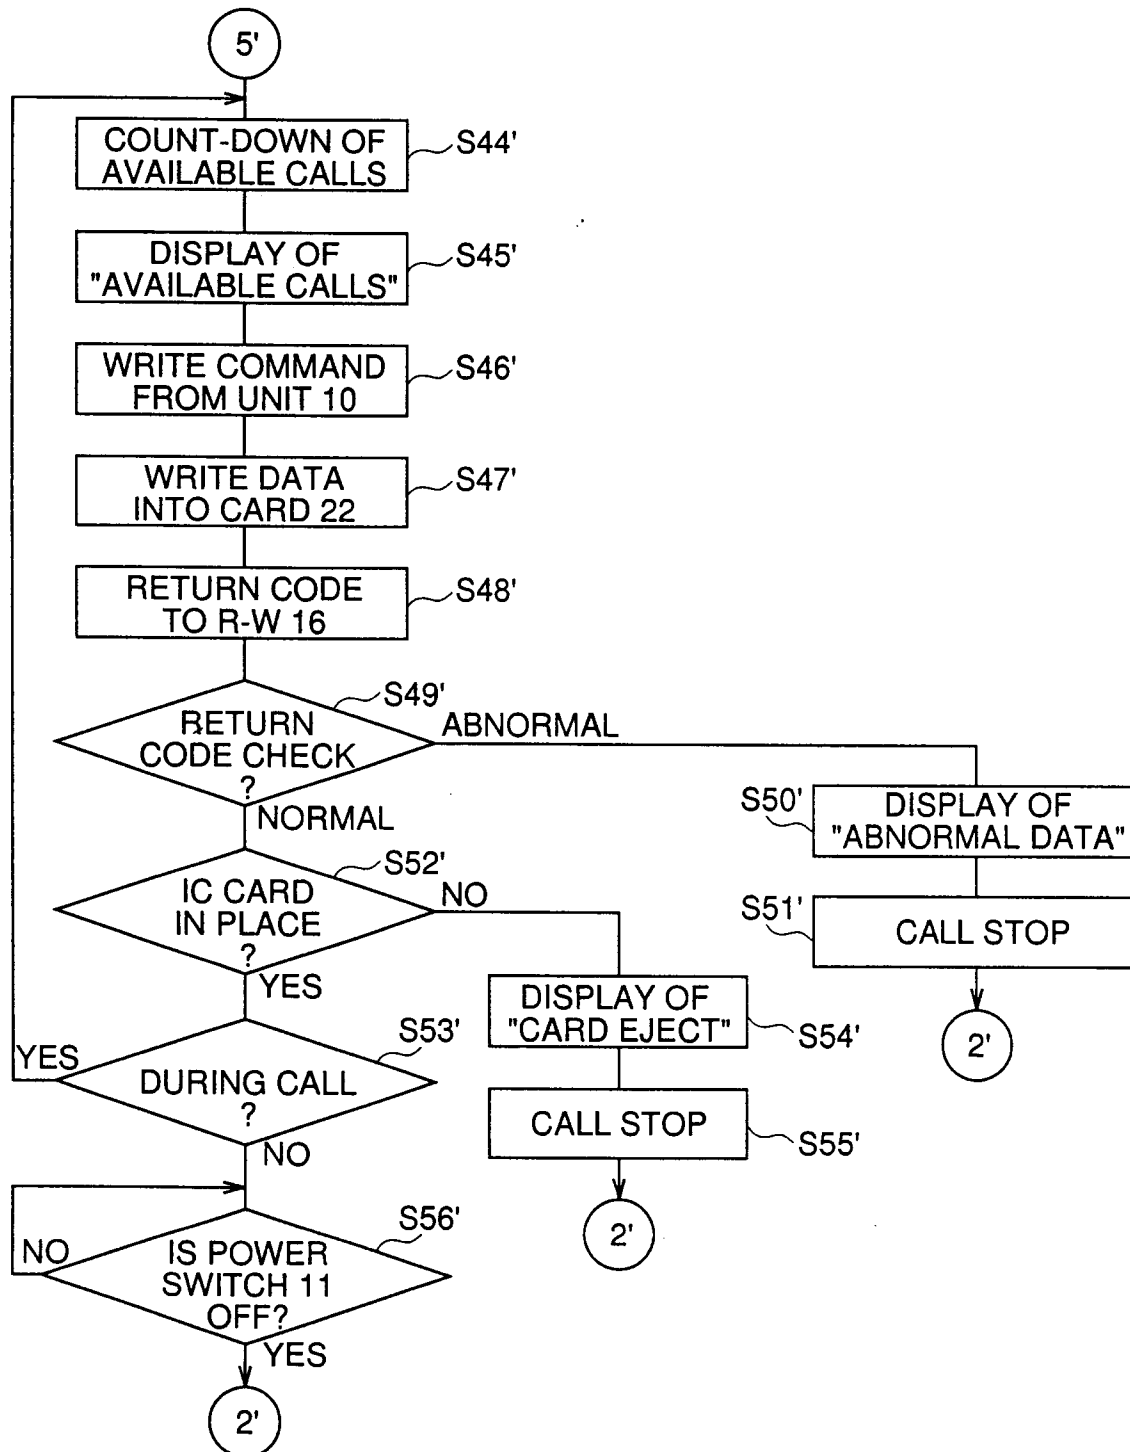 5'
COUNT-DOWN OF
AVAILABLE CALLS
S44'
DISPLAY OF
"AVAILABLE CALLS"
S45'
WRITE COMMAND
FROM UNIT 10
S46'
WRITE DATA
INTO CARD 22
S47'
RETURN CODE
TO R-W 16
S48'
S49'
RETURN
CODE CHECK
?
ABNORMAL
NORMAL
S50'
DISPLAY OF
"ABNORMAL DATA"
S51'
CALL STOP
2'
S52'
IC CARD
IN PLACE
?
NO
YES
DISPLAY OF
"CARD EJECT"
S54'
CALL STOP
S55'
2'
S53'
YES
DURING CALL
?
NO
S56'
NO
IS POWER
SWITCH 11
OFF?
YES
2'